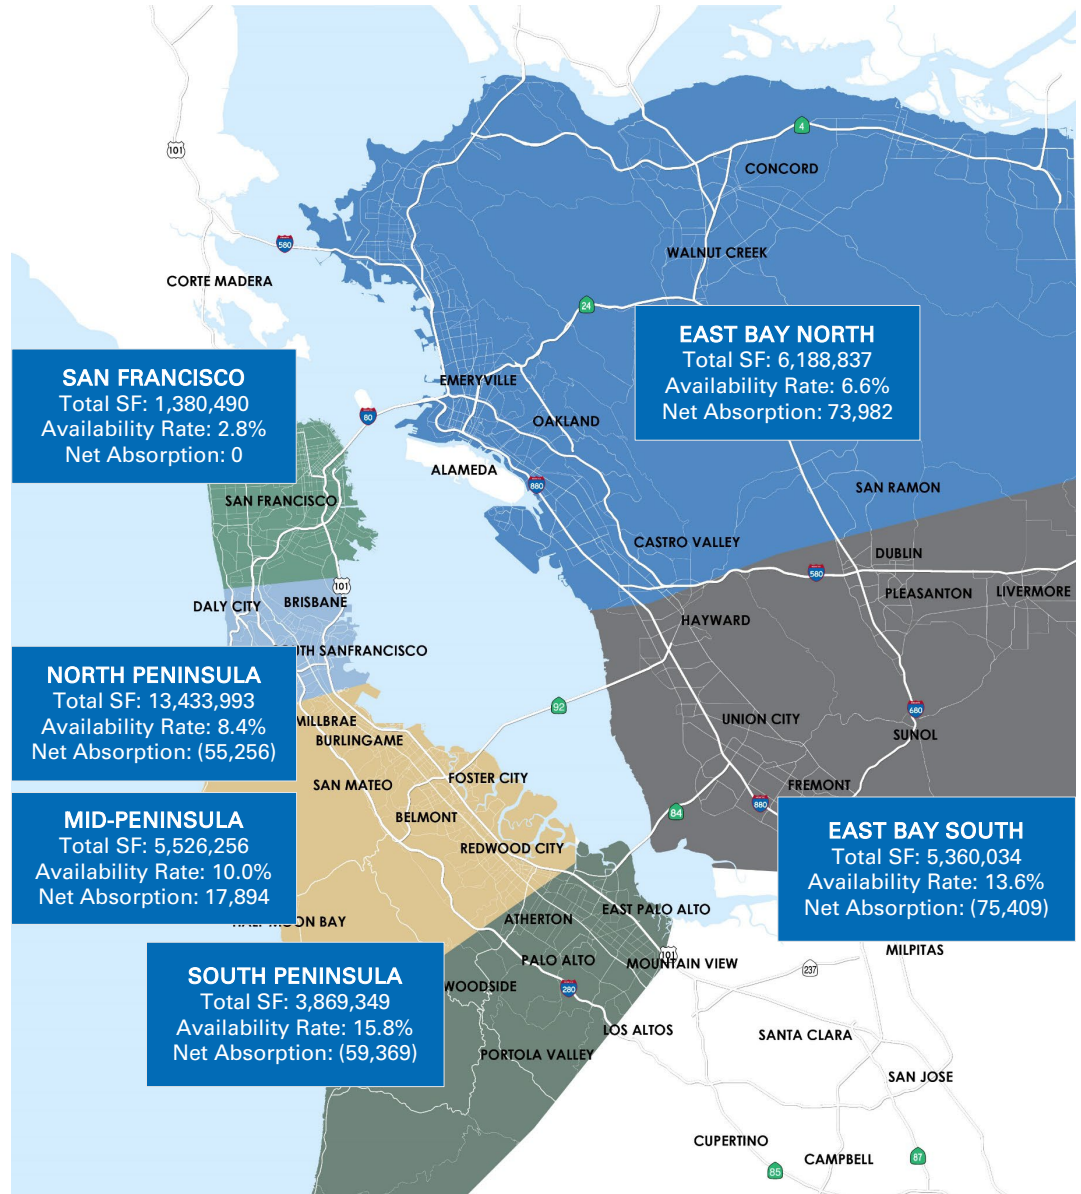 4
101
CONCORD
WALNUT CREEK
580
CORTE MADERA
24
EAST BAY NORTH
Total SF: 6,188,837
Availability Rate: 6.6%
Net Absorption: 73,982
SAN FRANCISCO
Total SF: 1,380,490
Availability Rate: 2.8%
Net Absorption: 0
EMERYVILLE
80
OAKLAND
ALAMEDA
880
SAN RAMON
SAN FRANCISCO
CASTRO VALLEY
DUBLIN
580
101
PLEASANTON
LIVERMORE
DALY CITY
BRISBANE
HAYWARD
SANFRANCISCO
NORTH PENINSULA
Total SF: 13,433,993
Availability Rate: 8.4%
Net Absorption: (55,256)
92
680
MILLBRAE
UNION CITY
BURLINGAME
SUNOL
FOSTER CITY
SAN MATEO
FREMONT
MID-PENINSULA
Total SF: 5,526,256
Availability Rate: 10.0%
Net Absorption: 17,894
880
84
BELMONT
EAST BAY SOUTH
Total SF: 5,360,034
Availability Rate: 13.6%
Net Absorption: (75,409)
REDWOOD CITY
EAST PALO ALTO
ATHERTON
BAY
MILPITAS
101
PALO ALTO
MOUNTAIN VIEW
237
SOUTH PENINSULA
Total SF: 3,869,349
Availability Rate: 15.8%
Net Absorption: (59,369)
WOODSIDE
280
LOS ALTOS
SANTA CLARA
PORTOLA VALLEY
SAN JOSE
CUPERTINO
CAMPBELL
87
85